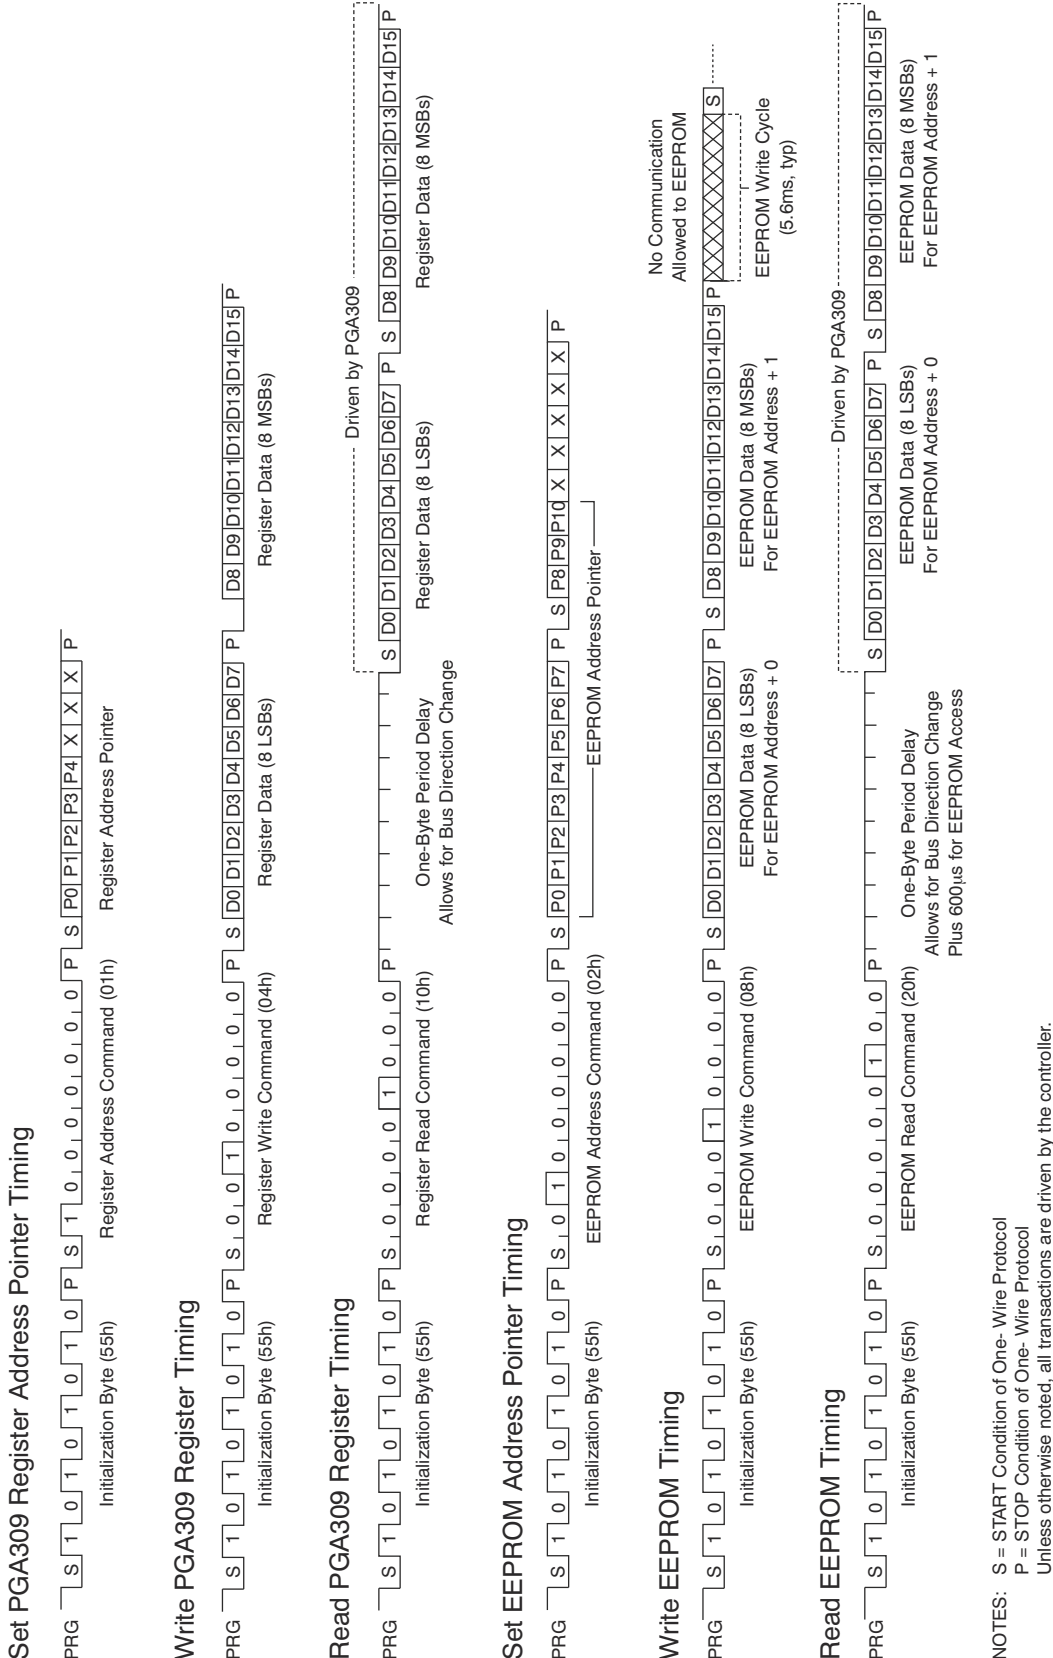 Set PGA309 Register Address Pointer Timing
PRG S 1 0 1 0 1 0 1 0 P S 1 0 0 0 0 0 0 0 P S P0 P1 P2 P3 P4 X X X P
Initialization Byte (55h) Register Address Command (01h) Register Address Pointer
Write PGA309 Register Timing
PRG S 1 0 1 0 1 0 1 0 P S 0 0 1 0 0 0 0 0 P S D0 D1 D2 D3 D4 D5 D6 D7 P D8 D9 D10 D11 D12 D13 D14 D15 P
Initialization Byte (55h) Register Write Command (04h) Register Data (8 LSBs) Register Data (8 MSBs)
Read PGA309 Register Timing
Driven by PGA309
PRG S 1 0 1 0 1 0 1 0 P S 0 0 0 0 1 0 0 0 P S D0 D1 D2 D3 D4 D5 D6 D7 P S D8 D9 D10 D11 D12 D13 D14 D15 P
Initialization Byte (55h) Register Read Command (10h) One-Byte Period Delay Register Data (8 LSBs) Register Data (8 MSBs)
Allows for Bus Direction Change
Set EEPROM Address Pointer Timing
PRG S 1 0 1 0 1 0 1 0 P S 0 1 0 0 0 0 0 0 P S P0 P1 P2 P3 P4 P5 P6 P7 P S P8 P9 P10 X X X X X P
Initialization Byte (55h) EEPROM Address Command (02h) EEPROM Address Pointer
Write EEPROM Timing
No Communication
Allowed to EEPROM
PRG S 1 0 1 0 1 0 1 0 P S 0 0 0 1 0 0 0 0 P S D0 D1 D2 D3 D4 D5 D6 D7 P S D8 D9 D10 D11 D12 D13 D14 D15 P S
Initialization Byte (55h) EEPROM Write Command (08h) EEPROM Data (8 LSBs) EEPROM Data (8 MSBs) EEPROM Write Cycle
For EEPROM Address + 0 For EEPROM Address + 1 (5.6ms, typ)
Read EEPROM Timing
Driven by PGA309
PRG S 1 0 1 0 1 0 1 0 P S 0 0 0 0 0 1 0 0 P S D0 D1 D2 D3 D4 D5 D6 D7 P S D8 D9 D10 D11 D12 D13 D14 D15 P
Initialization Byte (55h) EEPROM Read Command (20h) One-Byte Period Delay EEPROM Data (8 LSBs) EEPROM Data (8 MSBs)
Allows for Bus Direction Change For EEPROM Address + 0 For EEPROM Address + 1
Plus 600μs for EEPROM Access
NOTES: S = START Condition of One- Wire Protocol
P = STOP Condition of One- Wire Protocol
Unless otherwise noted, all transactions are driven by the controller.